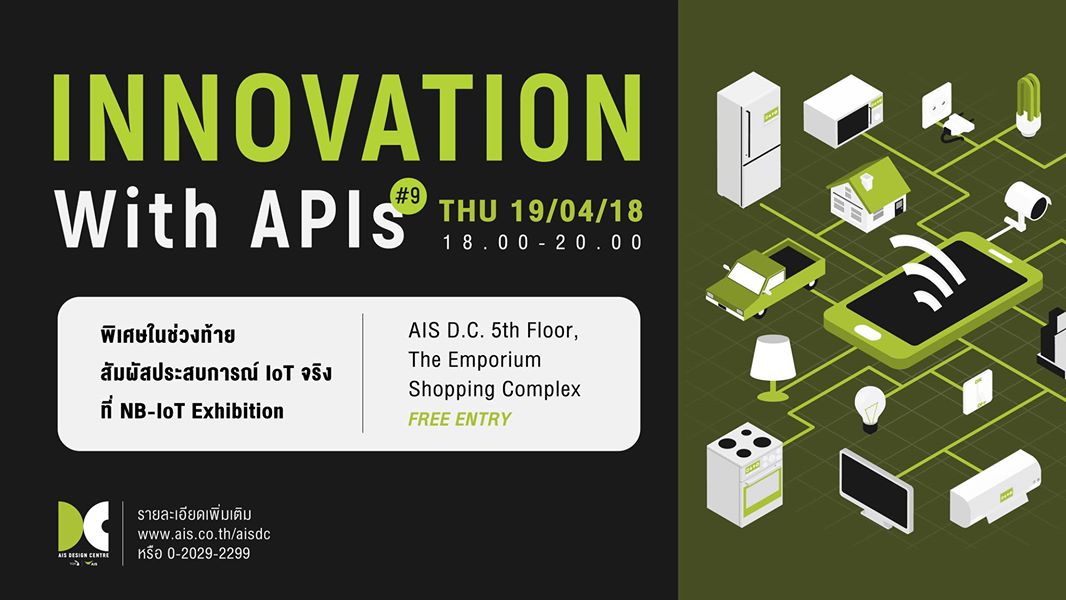 INNOVATION
With APIs
#9
THU 19/04/18
18.00-20.00
พิเศษในช่วงท้าย
สัมผัสประสบการณ์ IoT จริง
ที่ NB-IoT Exhibition
AIS D.C. 5th Floor,
The Emporium
Shopping Complex
FREE ENTRY
DC
AIS DESIGN CENTRE
AIS
รายละเอียดเพิ่มเติม
www.ais.co.th/aisdc
หรือ 0-2029-2299